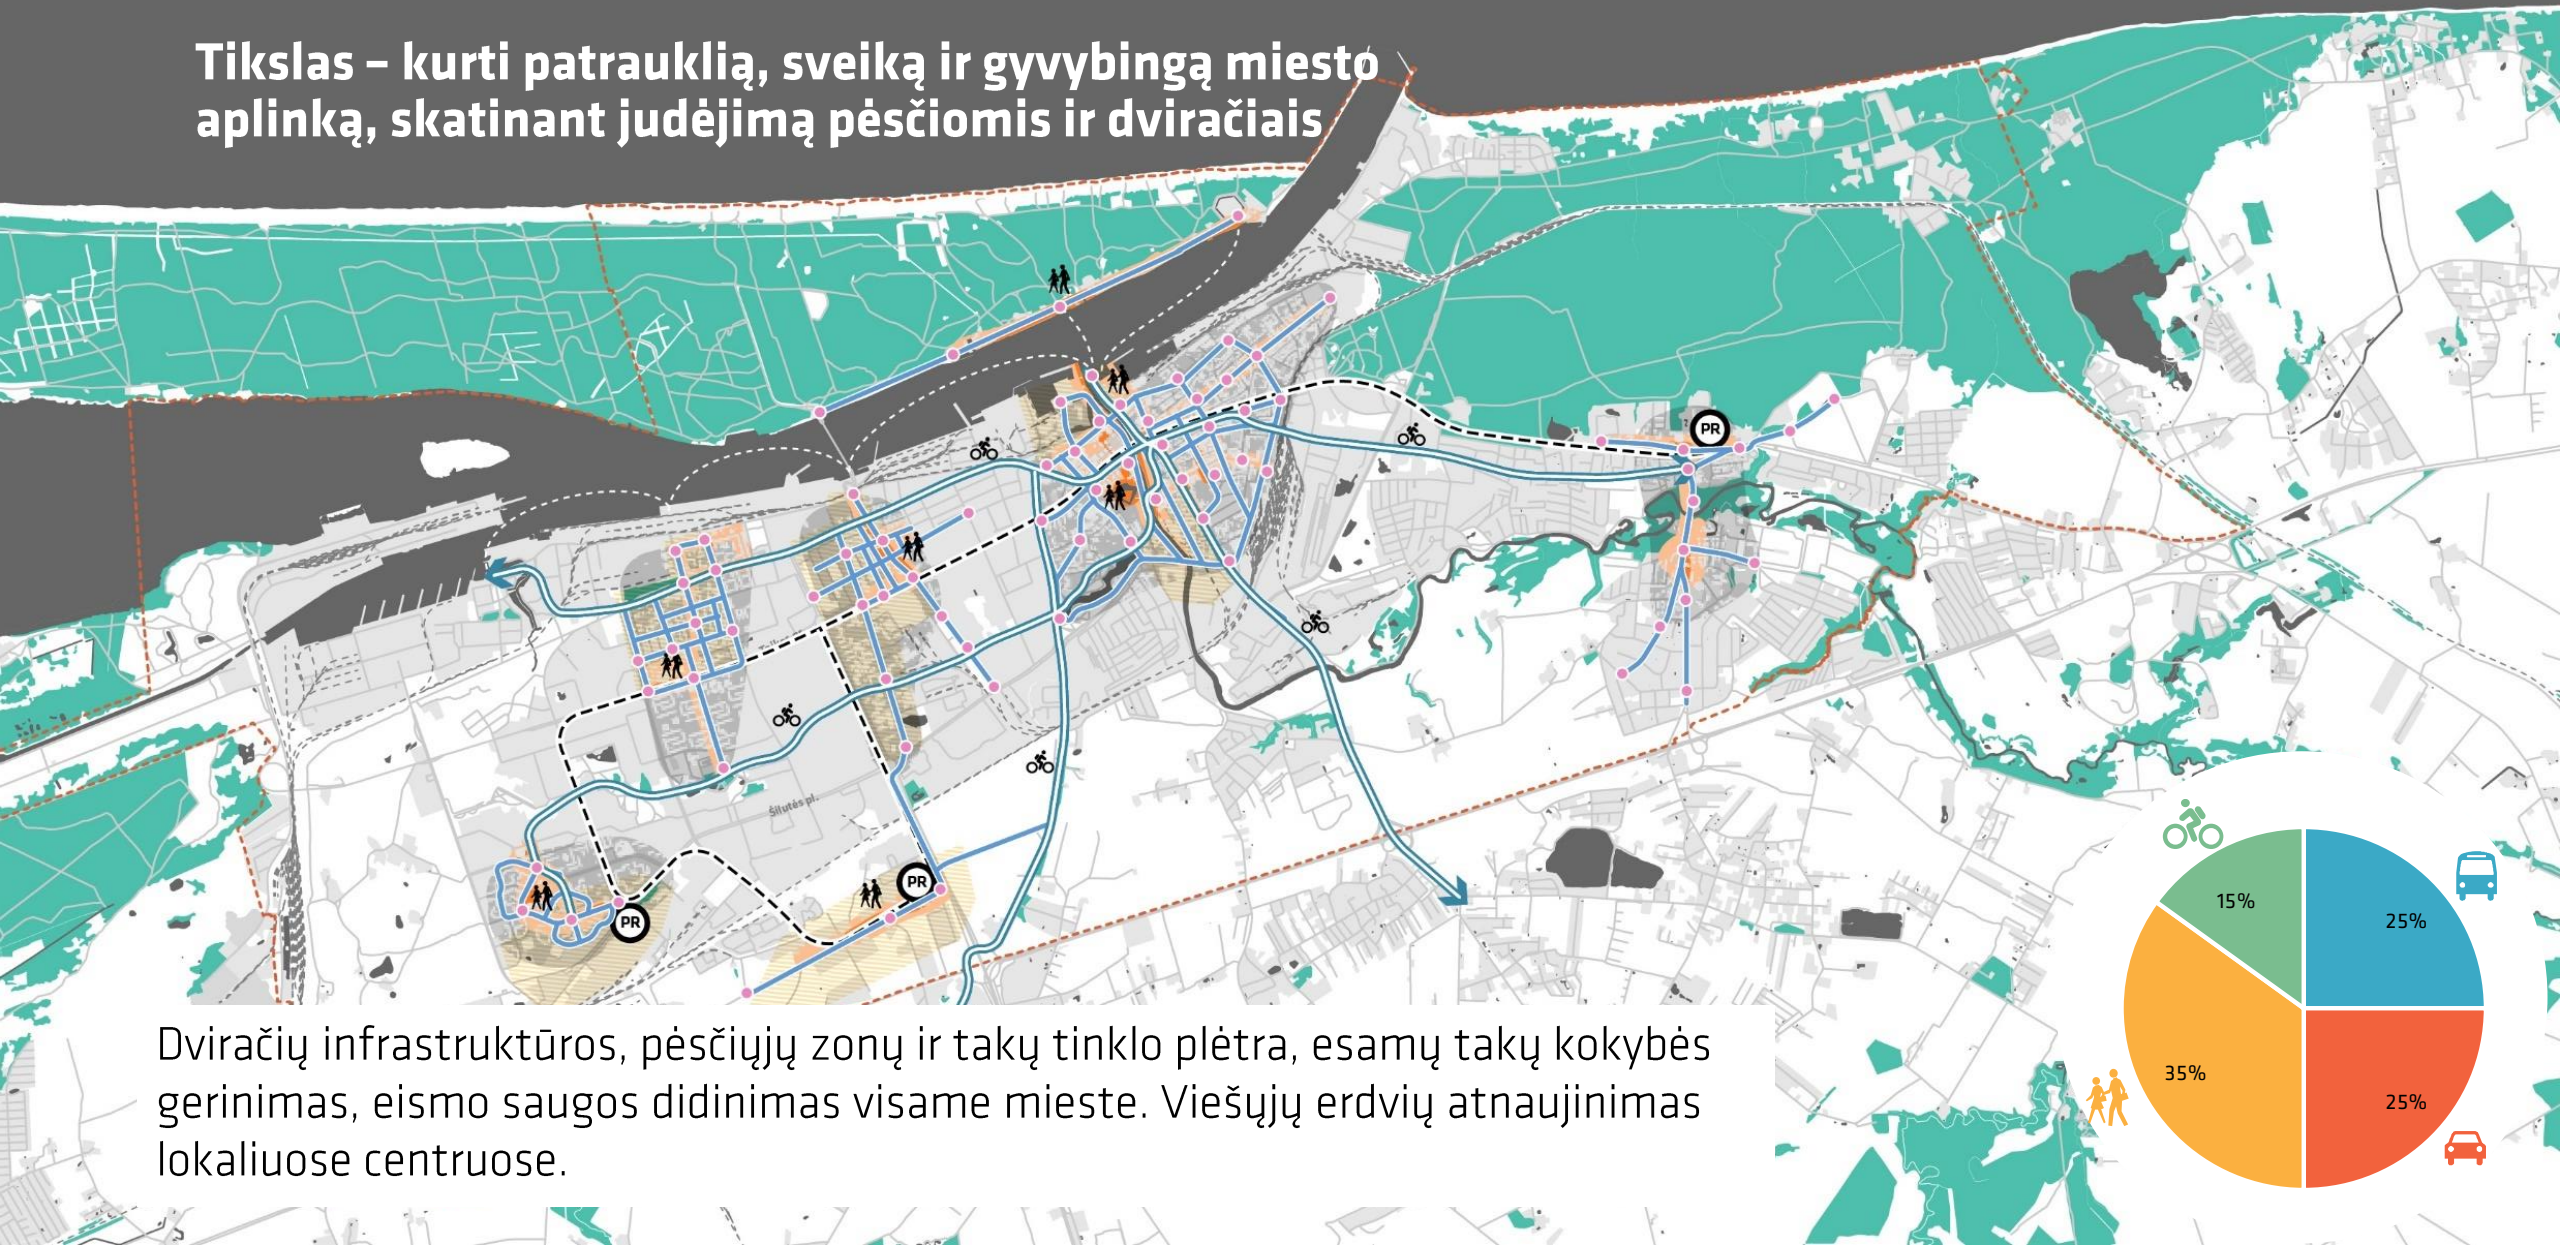 Tikslas – kurti patrauklią, sveiką ir gyvybingą miesto
aplinką, skatinant judėjimą pėsčiomis ir dviračiais
PR
Šilutės pl.
PR
PR
15%
25%
35%
25%
Dviračių infrastruktūros, pėsčiųjų zonų ir takų tinklo plėtra, esamų takų kokybės
gerinimas, eismo saugos didinimas visame mieste. Viešųjų erdvių atnaujinimas
lokaliuose centruose.